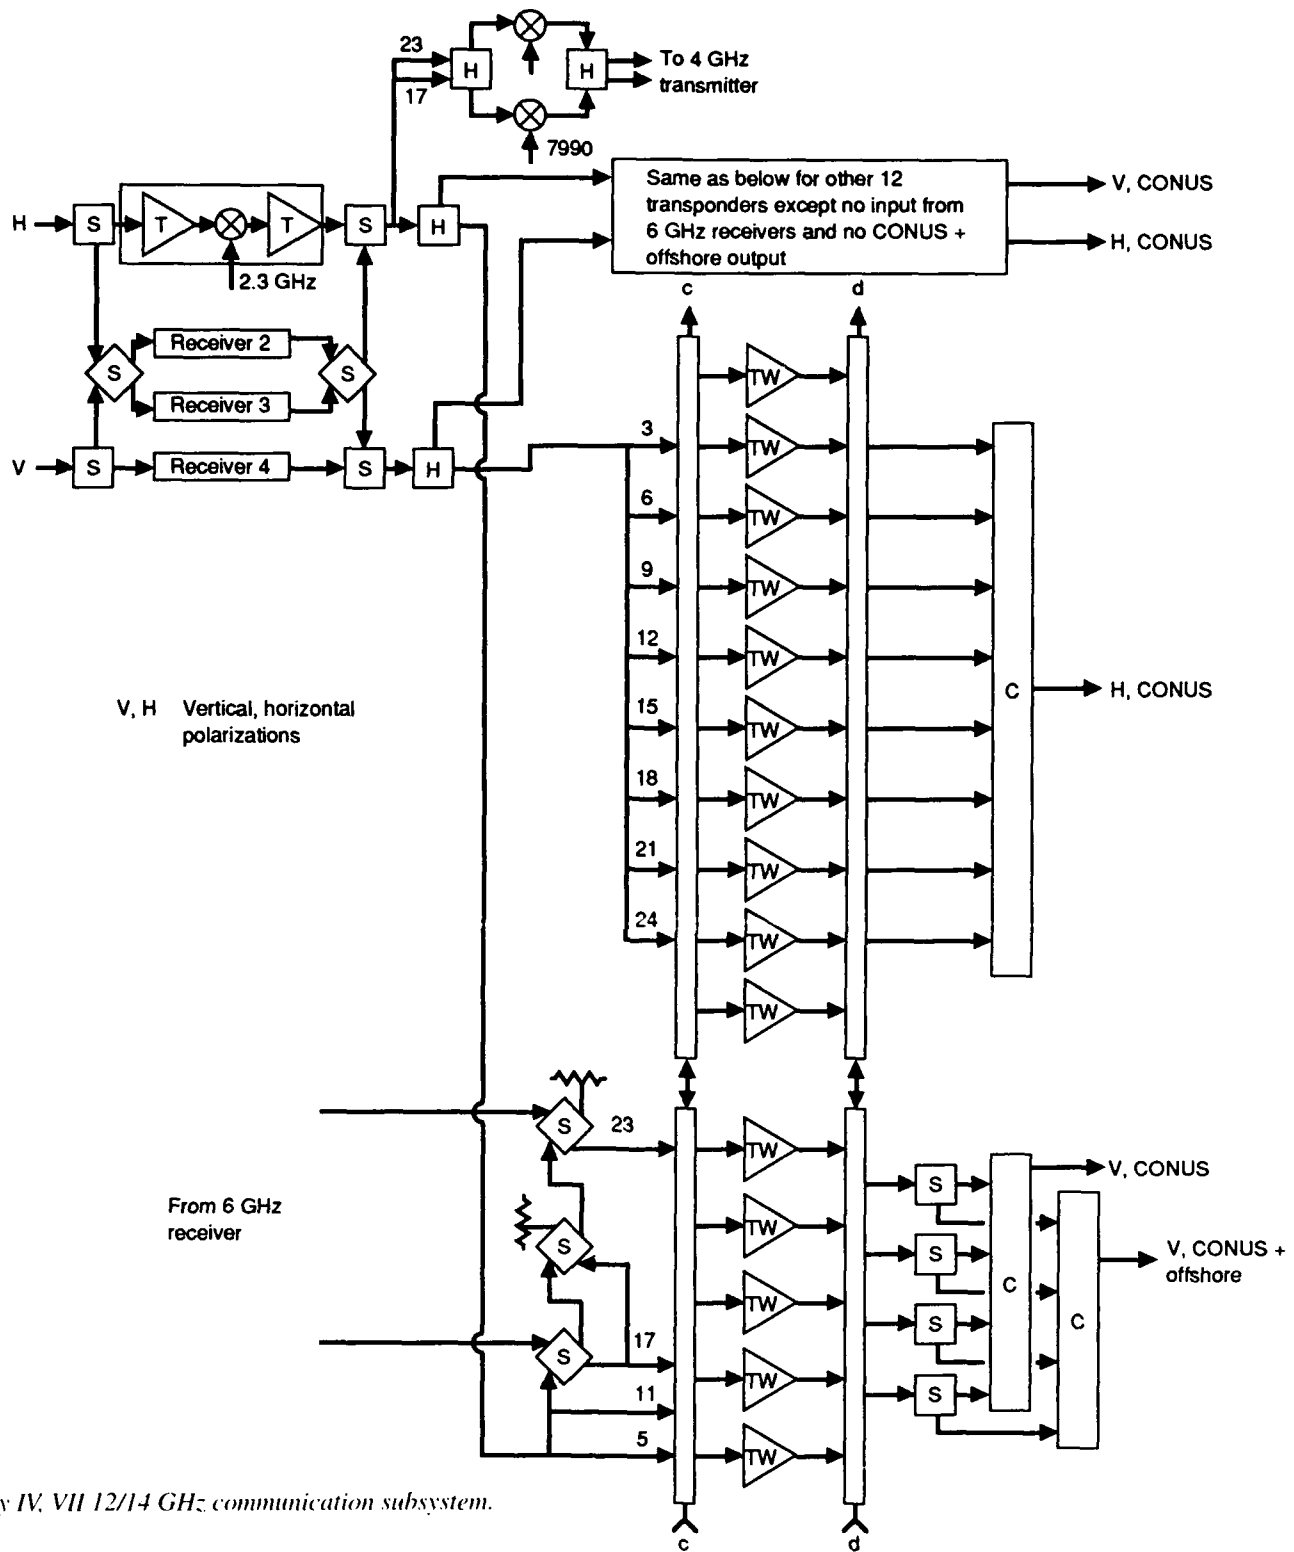 23
17
H
H
To 4 GHz
transmitter
7990
H
S
T
T
S
H
2.3 GHz
Same as below for other 12
transponders except no input from
6 GHz receivers and no CONUS +
offshore output
V, CONUS
H, CONUS
c
d
S
Receiver 2
Receiver 3
S
V
S
Receiver 4
S
H
TW
3
TW
6
TW
9
TW
12
TW
15
TW
18
TW
21
TW
24
TW
TW
C
H, CONUS
V, H Vertical, horizontal
polarizations
From 6 GHz
receiver
S
23
S
S
17
11
5
TW
TW
TW
TW
TW
S
S
S
S
C
C
V, CONUS
V, CONUS +
offshore
c
d
IV, VII 12/14 GHz communication subsystem.